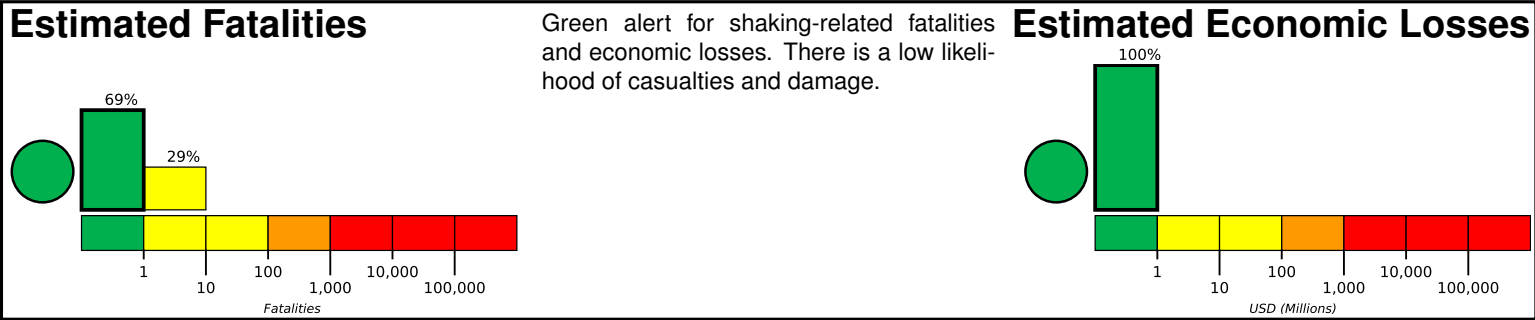 Estimated Fatalities
69%
29%
1
10
100
1,000
10,000
100,000
Fatalities
Green alert for shaking-related fatalities
and economic losses. There is a low likeli-
hood of casualties and damage.
Estimated Economic Losses
100%
1
10
100
1,000
10,000
100,000
USD (Millions)